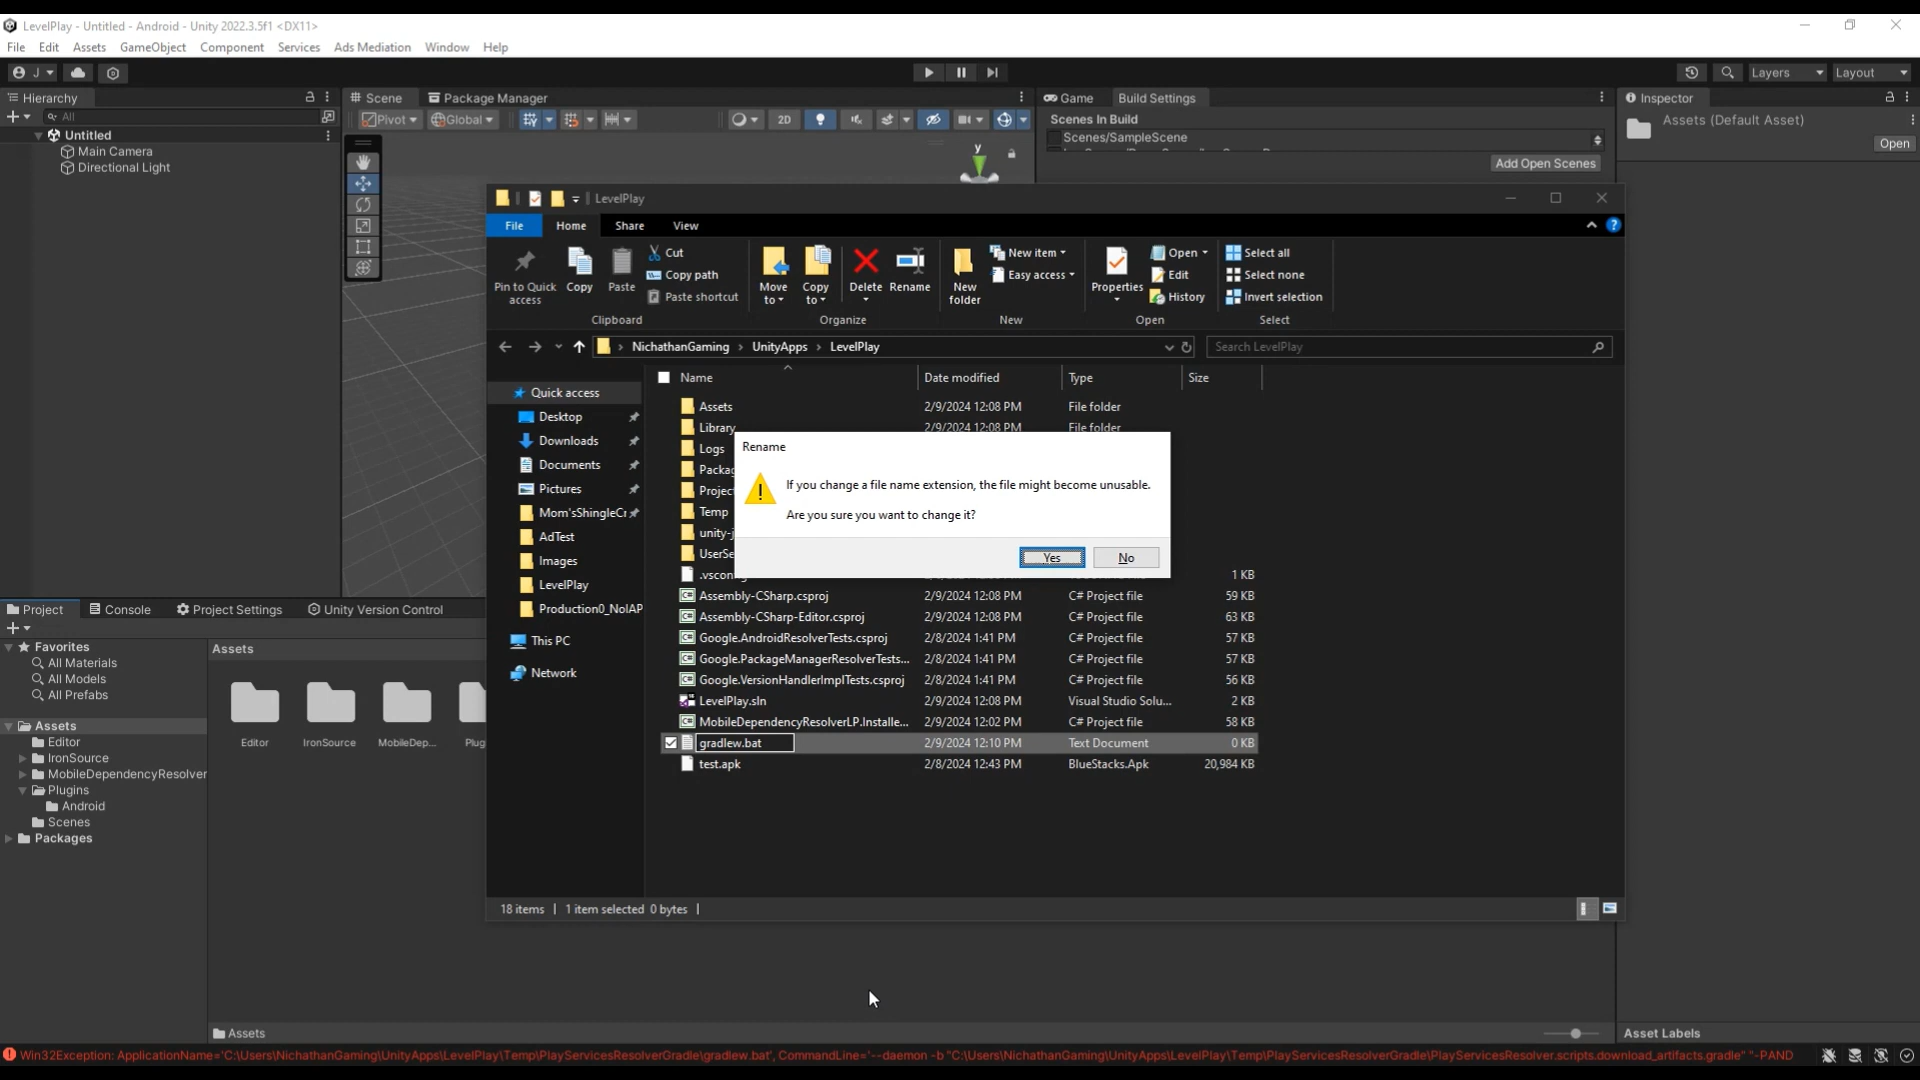 LevelPlay - Untitled - Android - Unity 2022.3.5f1 <DX11>
File Edit Assets GameObject Component Services Ads Mediation Window Help
J Layers Layout
Hierarchy
All
Untitled
Main Camera
Directional Light
Scene Package Manager
Pivot Global 2D
y
Game Build Settings
Scenes In Build
Scenes/SampleScene
Add Open Scenes
Inspector
Assets (Default Asset)
Open
LevelPlay
File Home Share View
Pin to Quick access
Copy
Paste
Cut
Copy path
Paste shortcut
Clipboard
Move to
Copy to
Delete
Rename
Organize
New folder
New item
Easy access
New
Properties
Open
Edit
History
Open
Select all
Select none
Invert selection
Select
NichathanGaming > UnityApps > LevelPlay
Search LevelPlay
Quick access
Desktop
Downloads
Documents
Pictures
Mom'sShingleCr
AdTest
Images
LevelPlay
Production0_NoIAP
This PC
Network
Name Date modified Type Size
Assets 2/9/2024 12:08 PM File folder
Library 2/9/2024 12:08 PM File folder
Logs
Packag
Project
Temp
unity-j
UserSe
.vscon 1 KB
Assembly-CSharp.csproj 2/9/2024 12:08 PM C# Project file 59 KB
Assembly-CSharp-Editor.csproj 2/9/2024 12:08 PM C# Project file 63 KB
Google.AndroidResolverTests.csproj 2/8/2024 1:41 PM C# Project file 57 KB
Google.PackageManagerResolverTests... 2/8/2024 1:41 PM C# Project file 57 KB
Google.VersionHandlerImplTests.csproj 2/8/2024 1:41 PM C# Project file 56 KB
LevelPlay.sln 2/9/2024 12:08 PM Visual Studio Solu... 2 KB
MobileDependencyResolverLP.Installe... 2/9/2024 12:02 PM C# Project file 58 KB
gradlew.bat 2/9/2024 12:10 PM Text Document 0 KB
test.apk 2/8/2024 12:43 PM BlueStacks.Apk 20,984 KB
18 items 1 item selected 0 bytes
Rename
If you change a file name extension, the file might become unusable.
Are you sure you want to change it?
Yes No
Project Console Project Settings Unity Version Control
Favorites
All Materials
All Models
All Prefabs
Assets
Editor
IronSource
MobileDependencyResolver
Plugins
Android
Scenes
Packages
Assets
Editor IronSource MobileDep... Plug
Assets
Asset Labels
Win32Exception: ApplicationName='C:\Users\NichathanGaming\UnityApps\LevelPlay\Temp\PlayServicesResolverGradle\gradlew.bat', CommandLine='--daemon -b "C:\Users\NichathanGaming\UnityApps\LevelPlay\Temp\PlayServicesResolverGradle\PlayServicesResolver.scripts.download_artifacts.gradle" "-PAND